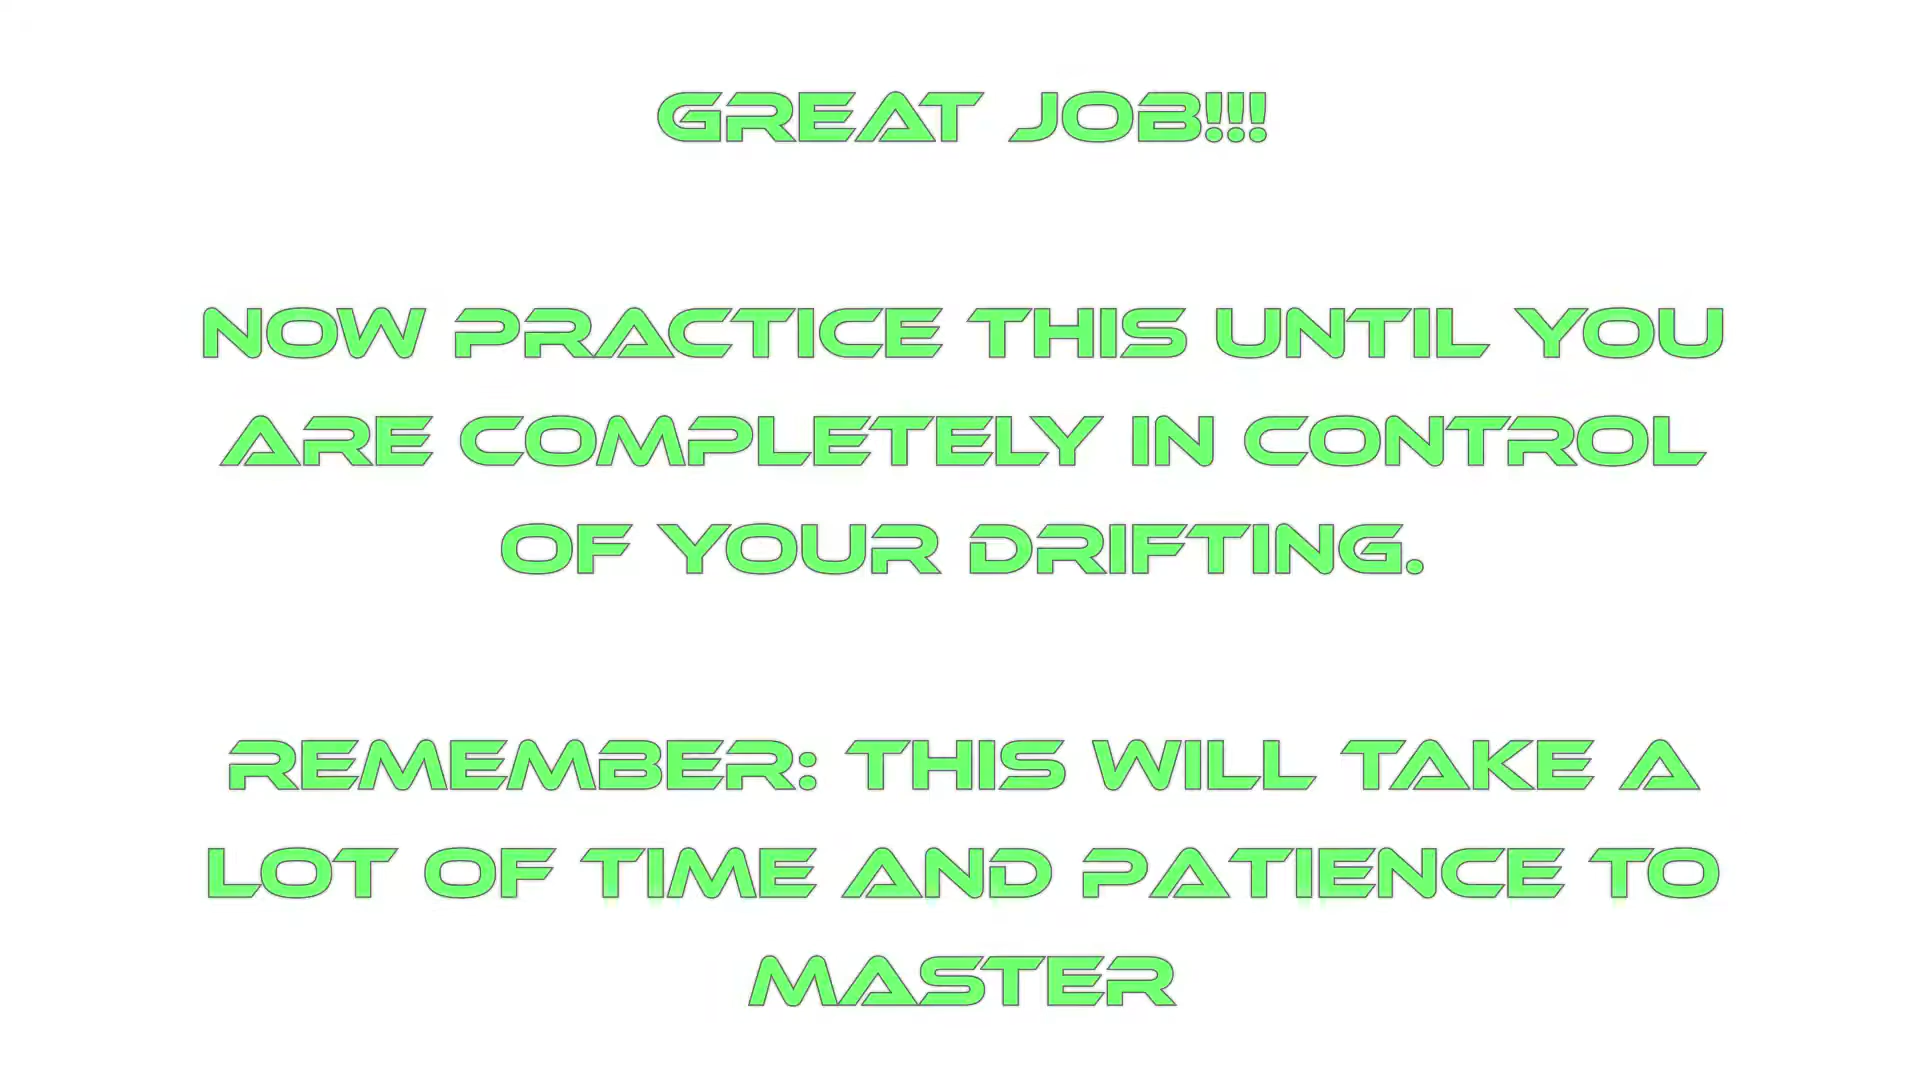 GREAT JOB!!!
NOW PRACTICE THIS UNTIL YOU
ARE COMPLETELY IN CONTROL
OF YOUR DRIFTING.
REMEMBER: THIS WILL TAKE A
LOT OF TIME AND PATIENCE TO
MASTER